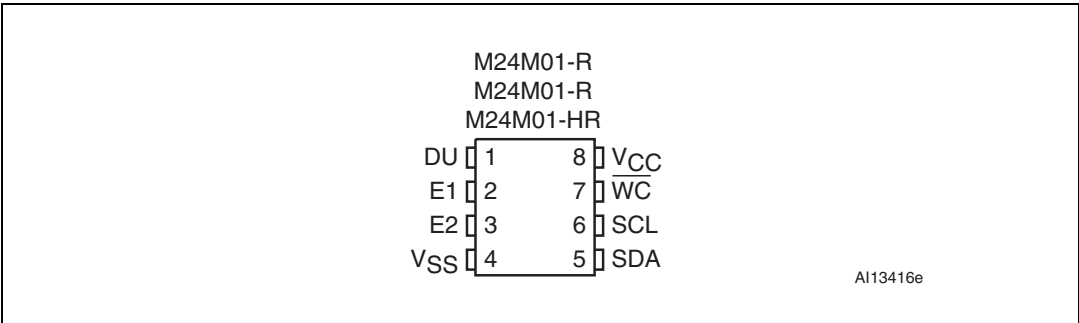 M24M01-R
M24M01-R
M24M01-HR
DU 1 8 VCC
E1 2 7 W̅C̅
E2 3 6 SCL
VSS 4 5 SDA
AI13416e